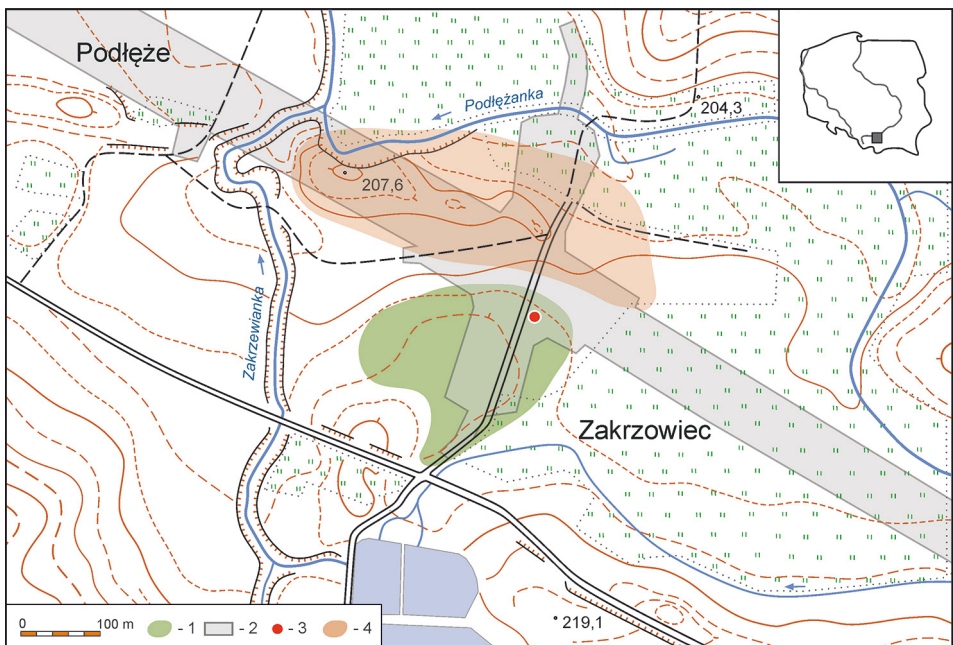 Podłęże
Podłężanka
204,3
207,6
Zakrzewianka
Zakrzowiec
219,1
0 100 m - 1 - 2 - 3 - 4